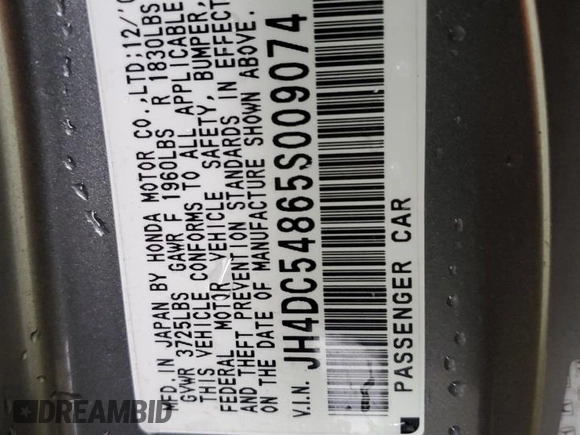 MFD.IN JAPAN BY HONDA MOTOR CO.,LTD;12/'0
GVWR 3725LBS GAWR F 1960LBS R 1830LBS
THIS VEHICLE CONFORMS TO ALL APPLICABLE
FEDERAL MOTOR VEHICLE SAFETY, BUMPER,
AND THEFT PREVENTION STANDARDS IN EFFECT
ON THE DATE OF MANUFACTURE SHOWN ABOVE.
V.I.N. JH4DC54865S009074
PASSENGER CAR
DREAMBID